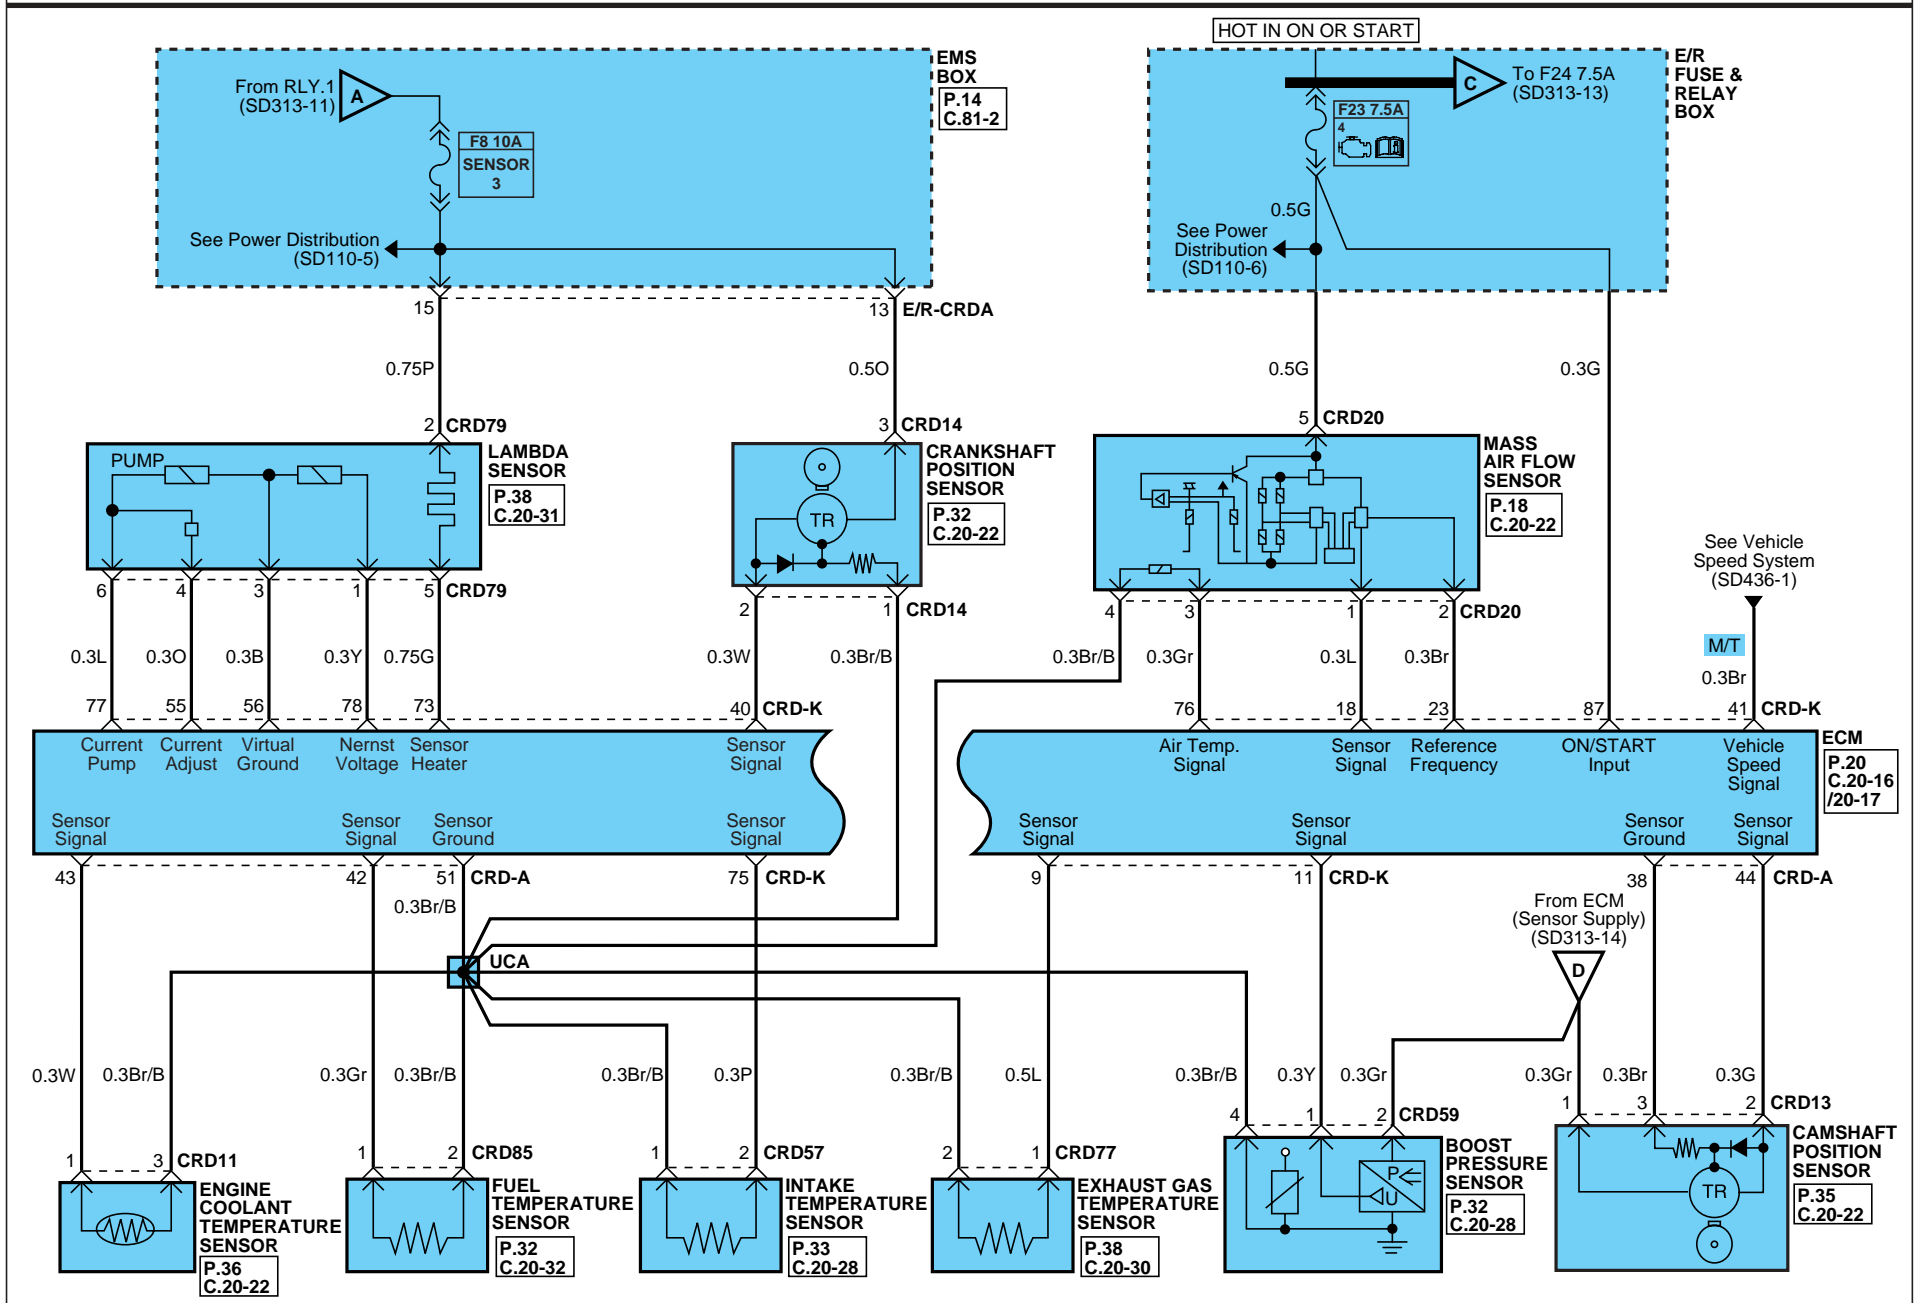 HOT IN ON OR START
EMS
BOX
P.14
C.81-2
From RLY.1
(SD313-11)
A
F8 10A
SENSOR
3
See Power Distribution
(SD110-5)
E/R
FUSE &
RELAY
BOX
C
To F24 7.5A
(SD313-13)
F23 7.5A
4
0.5G
See Power
Distribution
(SD110-6)
15
13
E/R-CRDA
0.75P
0.5O
0.5G
0.3G
2
CRD79
3
CRD14
5
CRD20
PUMP
LAMBDA
SENSOR
P.38
C.20-31
TR
CRANKSHAFT
POSITION
SENSOR
P.32
C.20-22
MASS
AIR FLOW
SENSOR
P.18
C.20-22
See Vehicle
Speed System
(SD436-1)
6
4
3
1
5
CRD79
2
1
CRD14
4
3
1
2
CRD20
M/T
0.3L
0.3O
0.3B
0.3Y
0.75G
0.3W
0.3Br/B
0.3Br/B
0.3Gr
0.3L
0.3Br
0.3Br
77
55
56
78
73
40
CRD-K
76
18
23
87
41
CRD-K
Current
Pump
Current
Adjust
Virtual
Ground
Nernst
Voltage
Sensor
Heater
Sensor
Signal
Air Temp.
Signal
Sensor
Signal
Reference
Frequency
ON/START
Input
Vehicle
Speed
Signal
ECM
P.20
C.20-16
/20-17
Sensor
Signal
Sensor
Signal
Sensor
Ground
Sensor
Signal
Sensor
Signal
Sensor
Signal
Sensor
Ground
Sensor
Signal
43
42
51
CRD-A
75
CRD-K
9
11
CRD-K
38
44
CRD-A
0.3Br/B
From ECM
(Sensor Supply)
(SD313-14)
D
UCA
0.3W
0.3Br/B
0.3Gr
0.3Br/B
0.3Br/B
0.3P
0.3Br/B
0.5L
0.3Br/B
0.3Y
0.3Gr
0.3Gr
0.3Br
0.3G
1
3
CRD11
1
2
CRD85
1
2
CRD57
2
1
CRD77
4
1
2
CRD59
1
3
2
CRD13
ENGINE
COOLANT
TEMPERATURE
SENSOR
P.36
C.20-22
FUEL
TEMPERATURE
SENSOR
P.32
C.20-32
INTAKE
TEMPERATURE
SENSOR
P.33
C.20-28
EXHAUST GAS
TEMPERATURE
SENSOR
P.38
C.20-30
P
U
BOOST
PRESSURE
SENSOR
P.32
C.20-28
TR
CAMSHAFT
POSITION
SENSOR
P.35
C.20-22